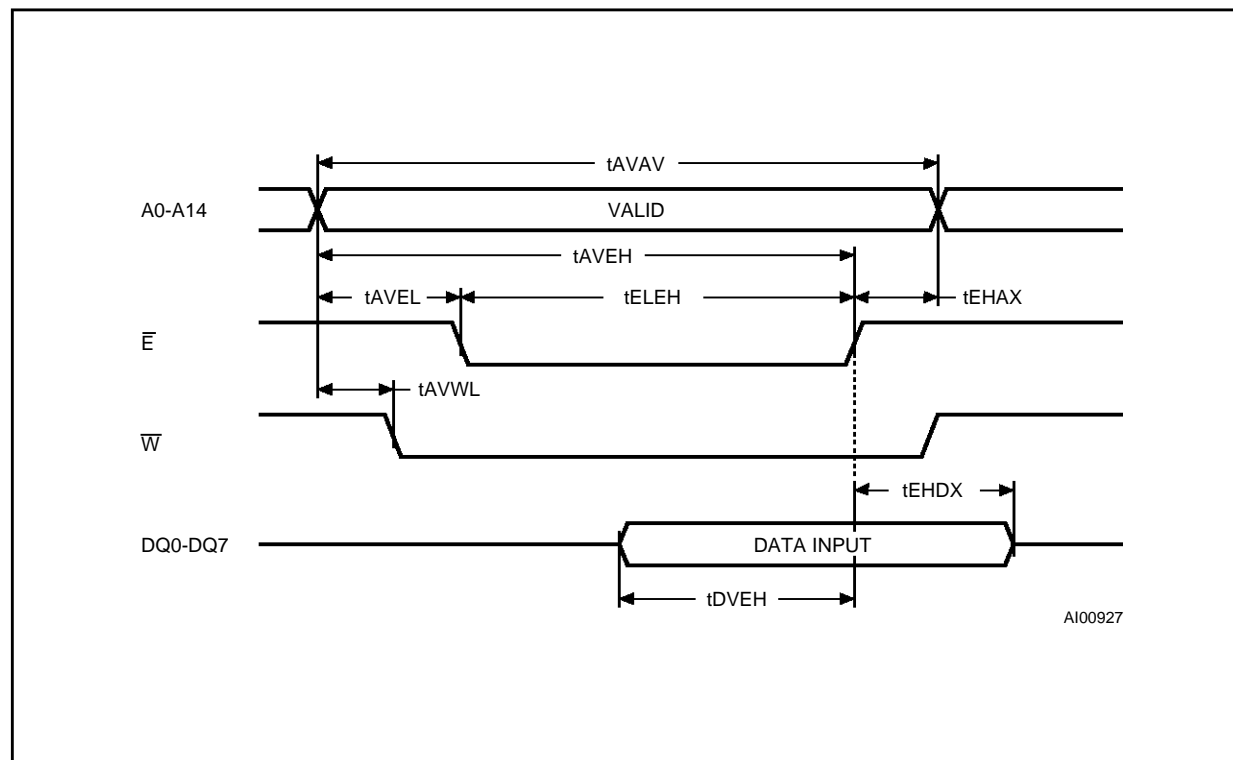 tAVAV
A0-A14 VALID
tAVEH
tAVEL tELEH tEHAX
E̅
tAVWL
W̅
tEHDX
DQ0-DQ7 DATA INPUT
tDVEH
AI00927